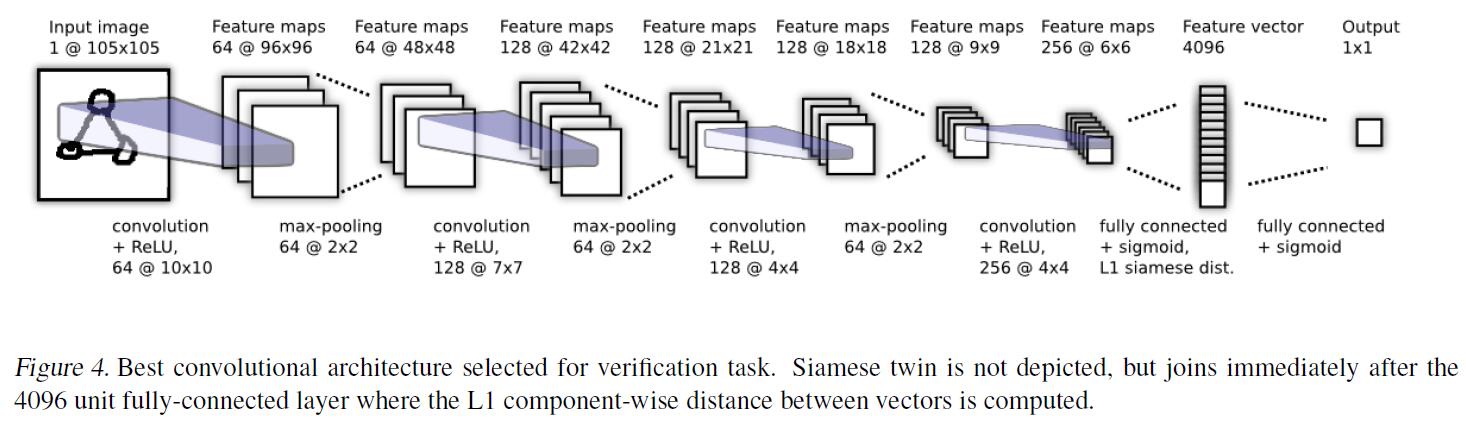 Input image
1 @ 105x105
Feature maps
64 @ 96x96
Feature maps
64 @ 48x48
Feature maps
128 @ 42x42
Feature maps
128 @ 21x21
Feature maps
128 @ 18x18
Feature maps
128 @ 9x9
Feature maps
256 @ 6x6
Feature vector
4096
Output
1x1
convolution
+ ReLU,
64 @ 10x10
max-pooling
64 @ 2x2
convolution
+ ReLU,
128 @ 7x7
max-pooling
64 @ 2x2
convolution
+ ReLU,
128 @ 4x4
max-pooling
64 @ 2x2
convolution
+ ReLU,
256 @ 4x4
fully connected
+ sigmoid,
L1 siamese dist.
fully connected
+ sigmoid
Figure 4. Best convolutional architecture selected for verification task. Siamese twin is not depicted, but joins immediately after the
4096 unit fully-connected layer where the L1 component-wise distance between vectors is computed.